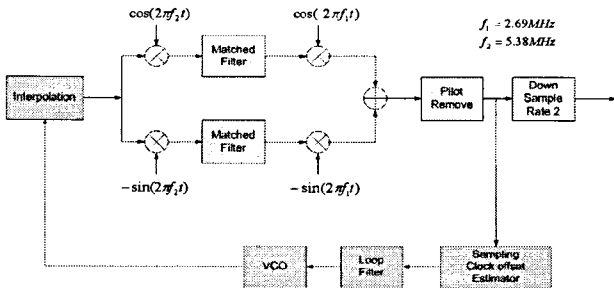 cos(2πf₂t)
cos( 2πf₁t)
f₁ = 2.69MHz
f₂ = 5.38MHz
Matched
Filter
Interpolation
Pilot
Remove
Down
Sample
Rate 2
Matched
Filter
−sin(2πf₂t)
−sin(2πf₁t)
VCO
Loop
Filter
Sampling
Clock offset
Estimator